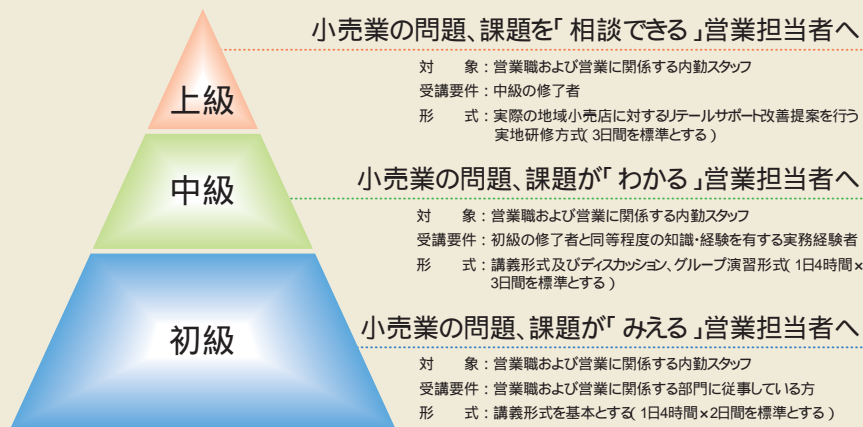 小売業の問題、課題を「相談できる」営業担当者へ
上級
対　　象：営業職および営業に関係する内勤スタッフ
受講要件：中級の修了者
形　　式：実際の地域小売店に対するリテールサポート改善提案を行う
実地研修方式（3日間を標準とする）
小売業の問題、課題が「わかる」営業担当者へ
中級
対　　象：営業職および営業に関係する内勤スタッフ
受講要件：初級の修了者と同等程度の知識・経験を有する実務経験者
形　　式：講義形式及びディスカッション、グループ演習形式（1日4時間×
3日間を標準とする）
小売業の問題、課題が「みえる」営業担当者へ
初級
対　　象：営業職および営業に関係する内勤スタッフ
受講要件：営業職および営業に関係する部門に従事している方
形　　式：講義形式を基本とする（1日4時間×2日間を標準とする）